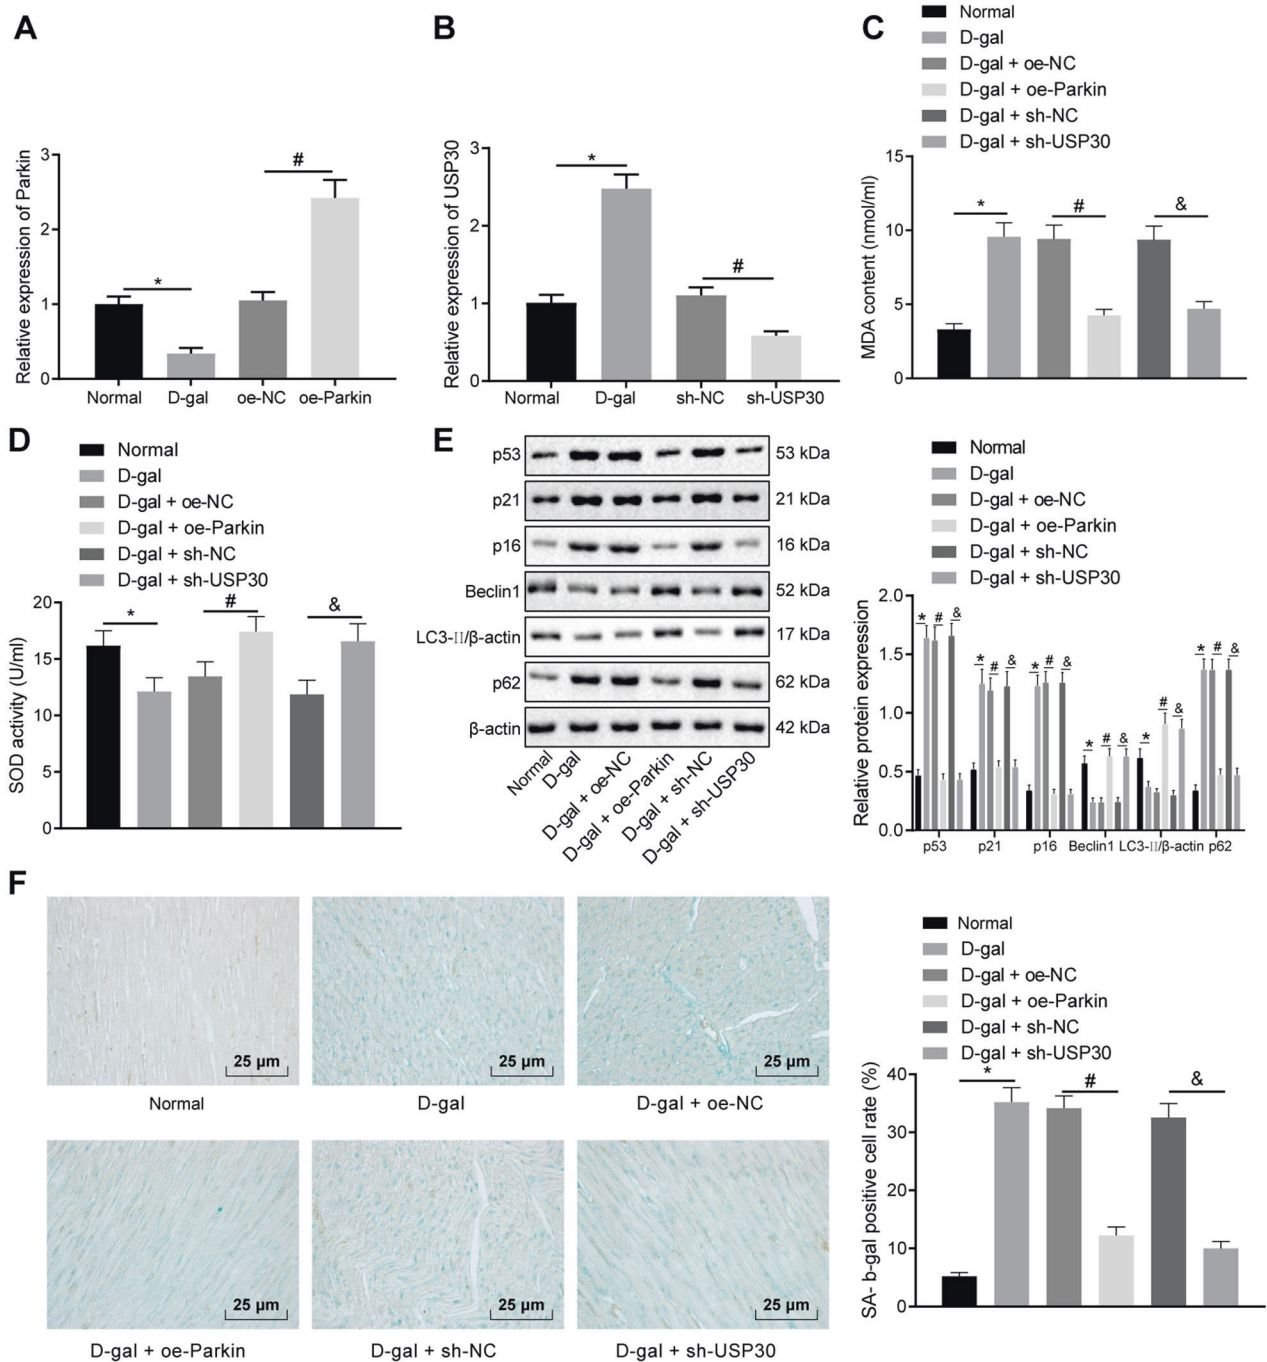 A
Relative expression of Parkin
3
2
1
0
*
#
Normal
D-gal
oe-NC
oe-Parkin
B
Relative expression of USP30
3
2
1
0
*
#
Normal
D-gal
sh-NC
sh-USP30
C
Normal
D-gal
D-gal + oe-NC
D-gal + oe-Parkin
D-gal + sh-NC
D-gal + sh-USP30
MDA content (nmol/ml)
15
10
5
0
*
#
&
D
Normal
D-gal
D-gal + oe-NC
D-gal + oe-Parkin
D-gal + sh-NC
D-gal + sh-USP30
SOD activity (U/ml)
20
15
10
5
0
*
#
&
E
p53 53 kDa
p21 21 kDa
p16 16 kDa
Beclin1 52 kDa
LC3-II/β-actin 17 kDa
p62 62 kDa
β-actin 42 kDa
Normal
D-gal
D-gal + oe-NC
D-gal + oe-Parkin
D-gal + sh-NC
D-gal + sh-USP30
Normal
D-gal
D-gal + oe-NC
D-gal + oe-Parkin
D-gal + sh-NC
D-gal + sh-USP30
Relative protein expression
2.0
1.5
1.0
0.5
0.0
* # &
* # &
* # &
* # &
* # &
* # &
p53 p21 p16 Beclin1 LC3-II/β-actin p62
F
25 µm
Normal
25 µm
D-gal
25 µm
D-gal + oe-NC
25 µm
D-gal + oe-Parkin
25 µm
D-gal + sh-NC
25 µm
D-gal + sh-USP30
Normal
D-gal
D-gal + oe-NC
D-gal + oe-Parkin
D-gal + sh-NC
D-gal + sh-USP30
SA- b-gal positive cell rate (%)
40
30
20
10
0
*
#
&